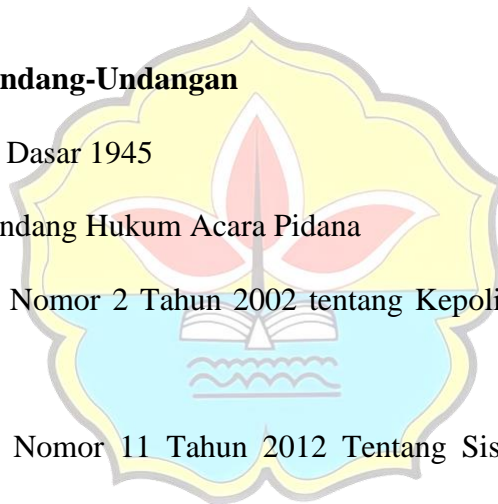 ndang-Undangan
Dasar 1945
ndang Hukum Acara Pidana
Nomor 2 Tahun 2002 tentang Kepoli
Nomor 11 Tahun 2012 Tentang Sis